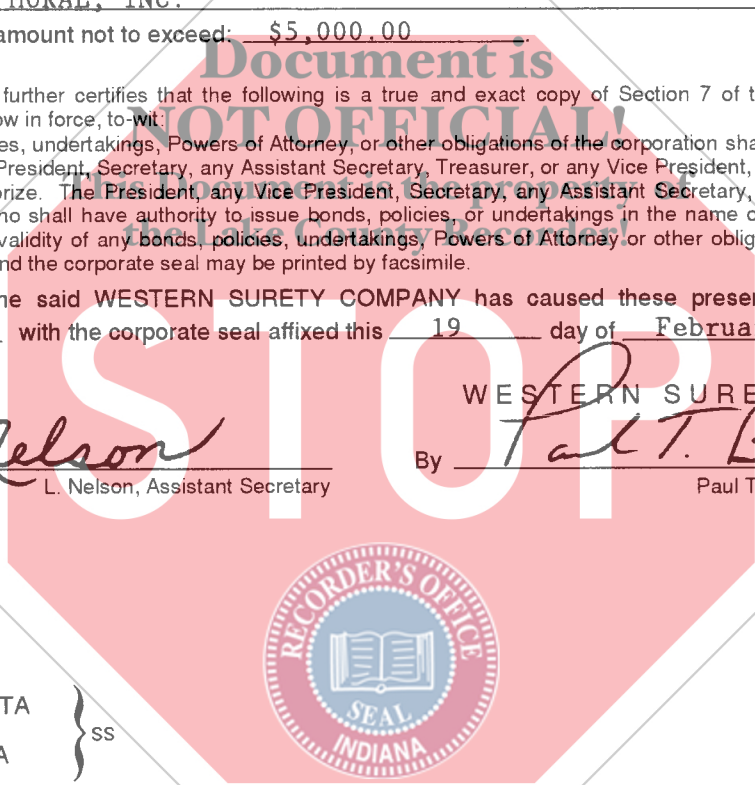 INC.
amount not to exceed: $5,000.00
Document is
further certifies that the following is a true and exact copy of Section 7 of t
ow in force, to-wit:
NOT OFFICIAL!
es, undertakings, Powers of Attorney, or other obligations of the corporation sha
President, Secretary, any Assistant Secretary, Treasurer, or any Vice President,
orize. The President, any Vice President, Secretary, any Assistant Secretary,
This Document is the property of
no shall have authority to issue bonds, policies, or undertakings in the name o
the Lake County Recorder!
validity of any bonds, policies, undertakings, Powers of Attorney or other oblig
nd the corporate seal may be printed by facsimile.
ne said WESTERN SURETY COMPANY has caused these presen
with the corporate seal affixed this 19 day of Februa
STOP
WESTERN SURE
Nelson
By Paul T. B
L. Nelson, Assistant Secretary
Paul T
RECORDER'S OFFICE
SEAL
INDIANA
TA
SS
A